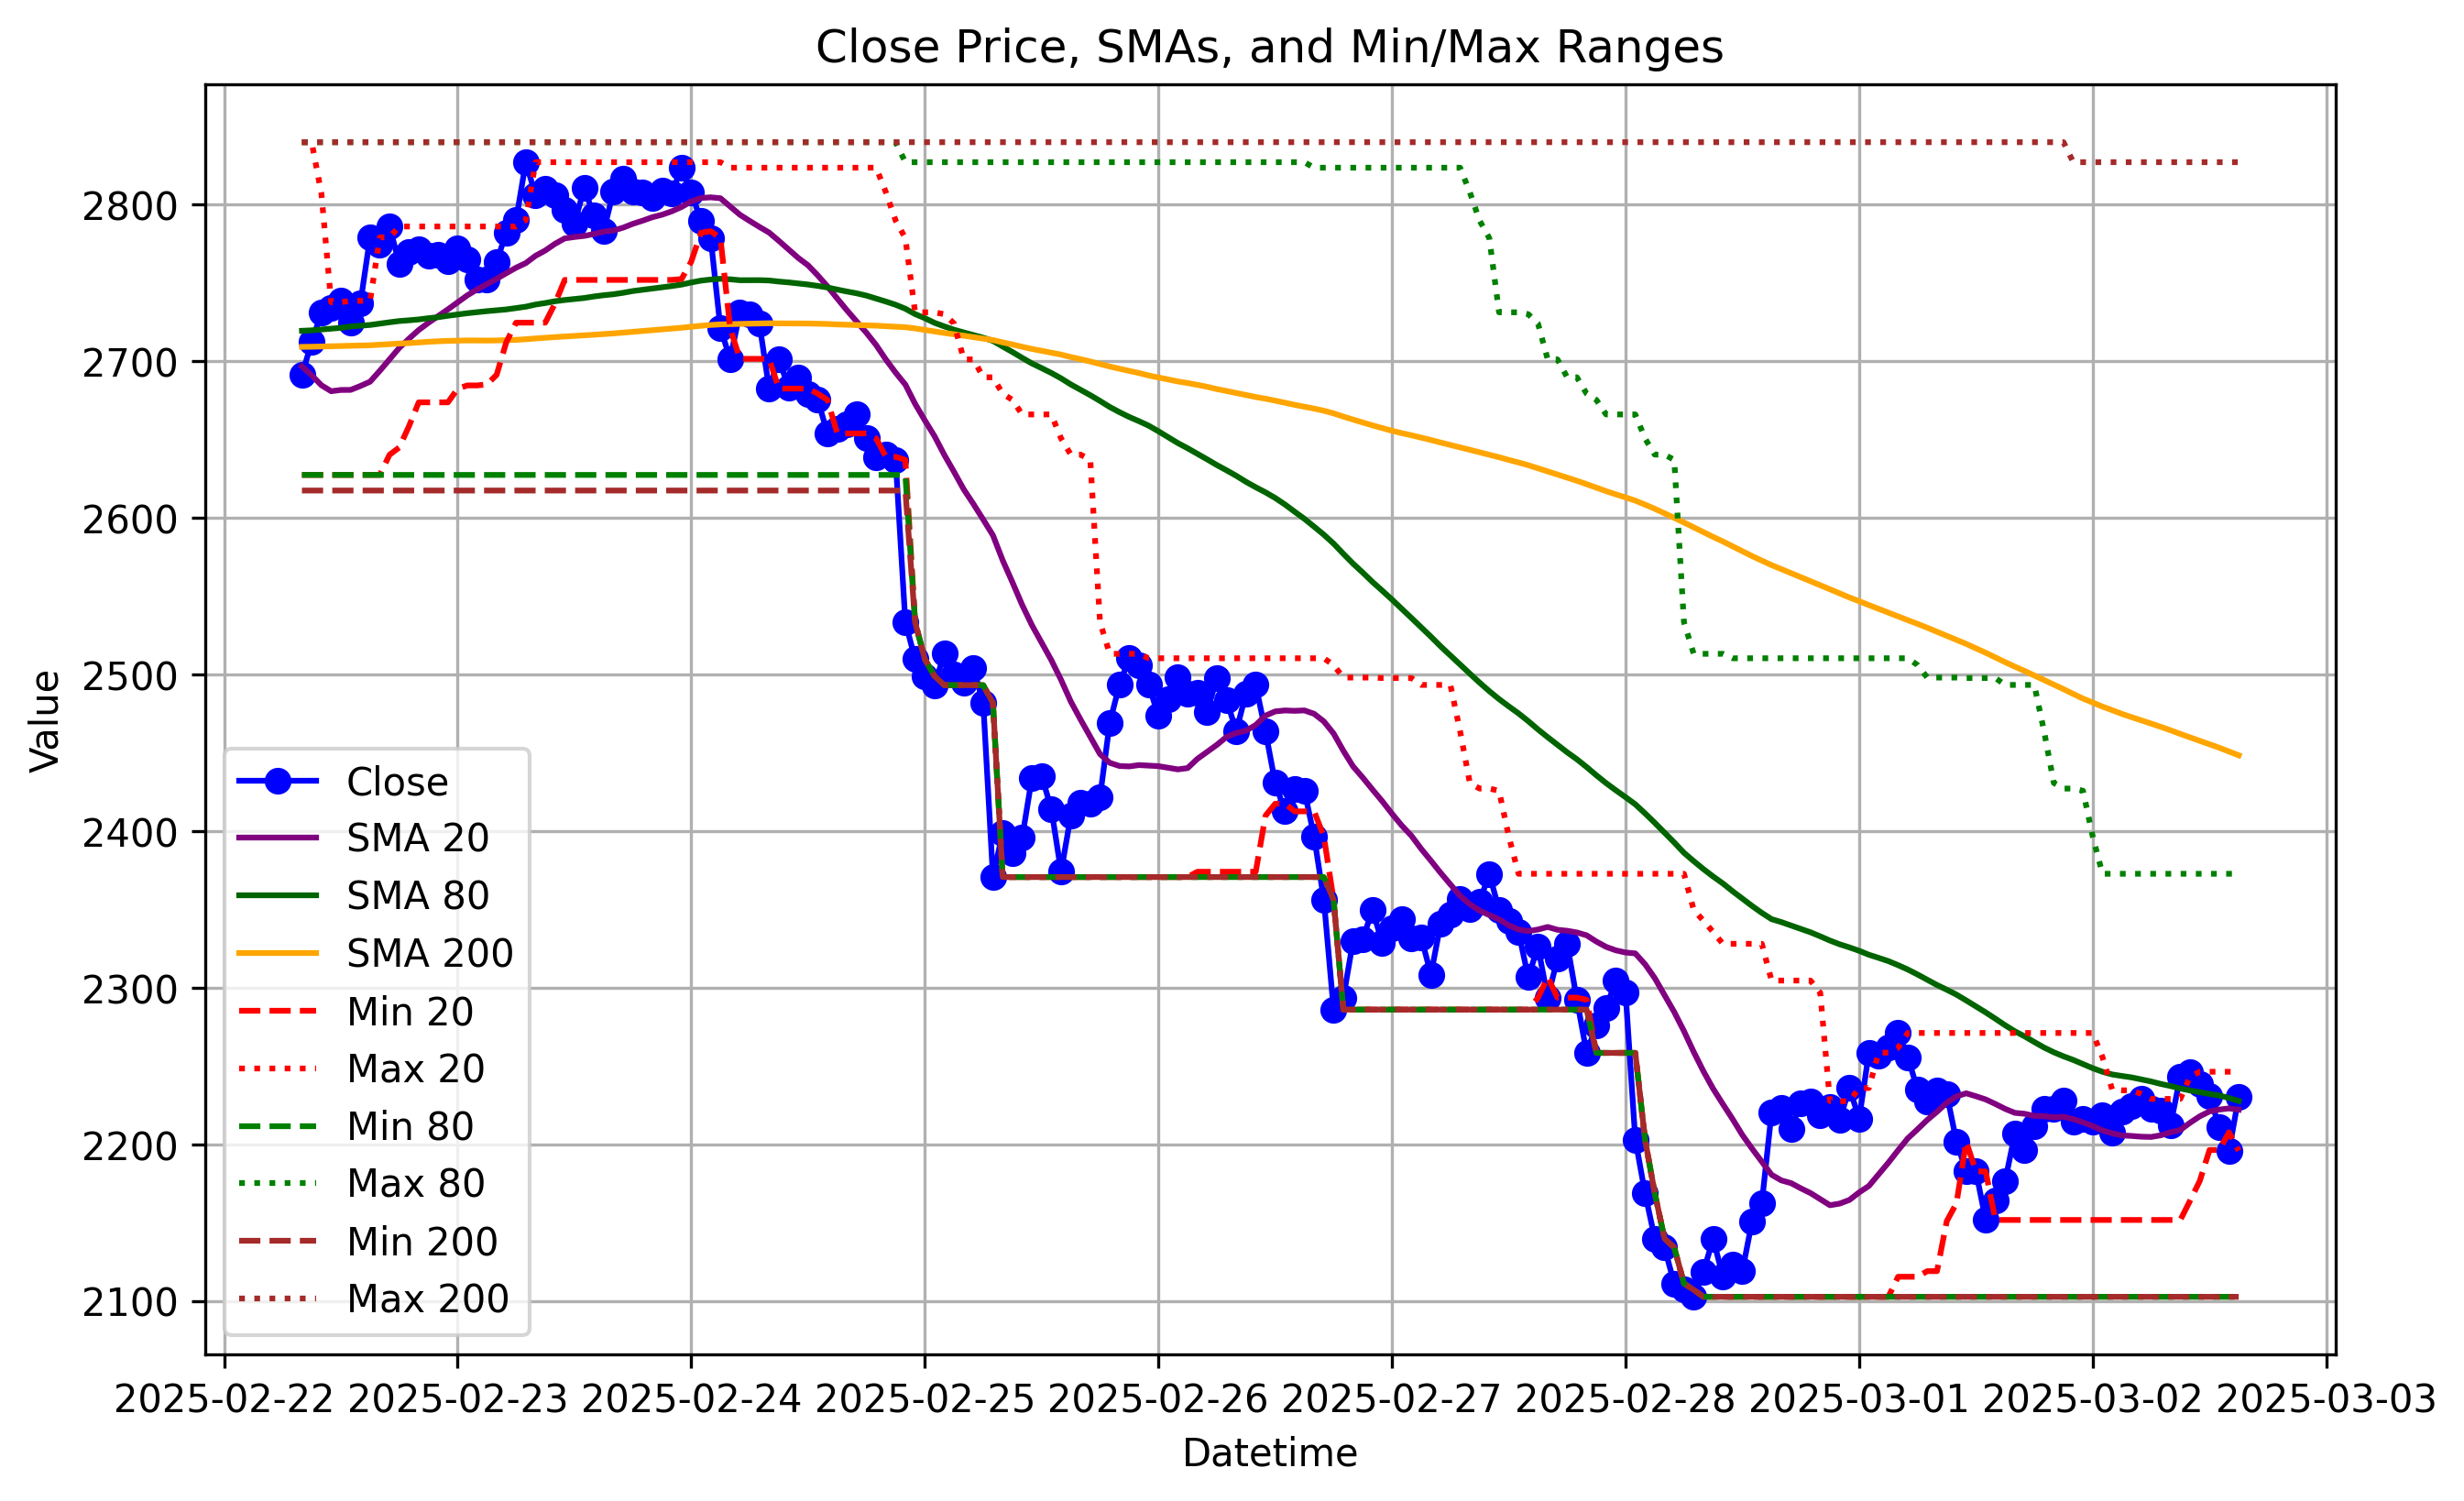 Close Price, SMAs, and Min/Max Ranges
Value
2800
2700
2600
2500
2400
2300
2200
2100
Close
SMA 20
SMA 80
SMA 200
Min 20
Max 20
Min 80
Max 80
Min 200
Max 200
2025-02-22 2025-02-23 2025-02-24 2025-02-25 2025-02-26 2025-02-27 2025-02-28 2025-03-01 2025-03-02 2025-03-03
Datetime